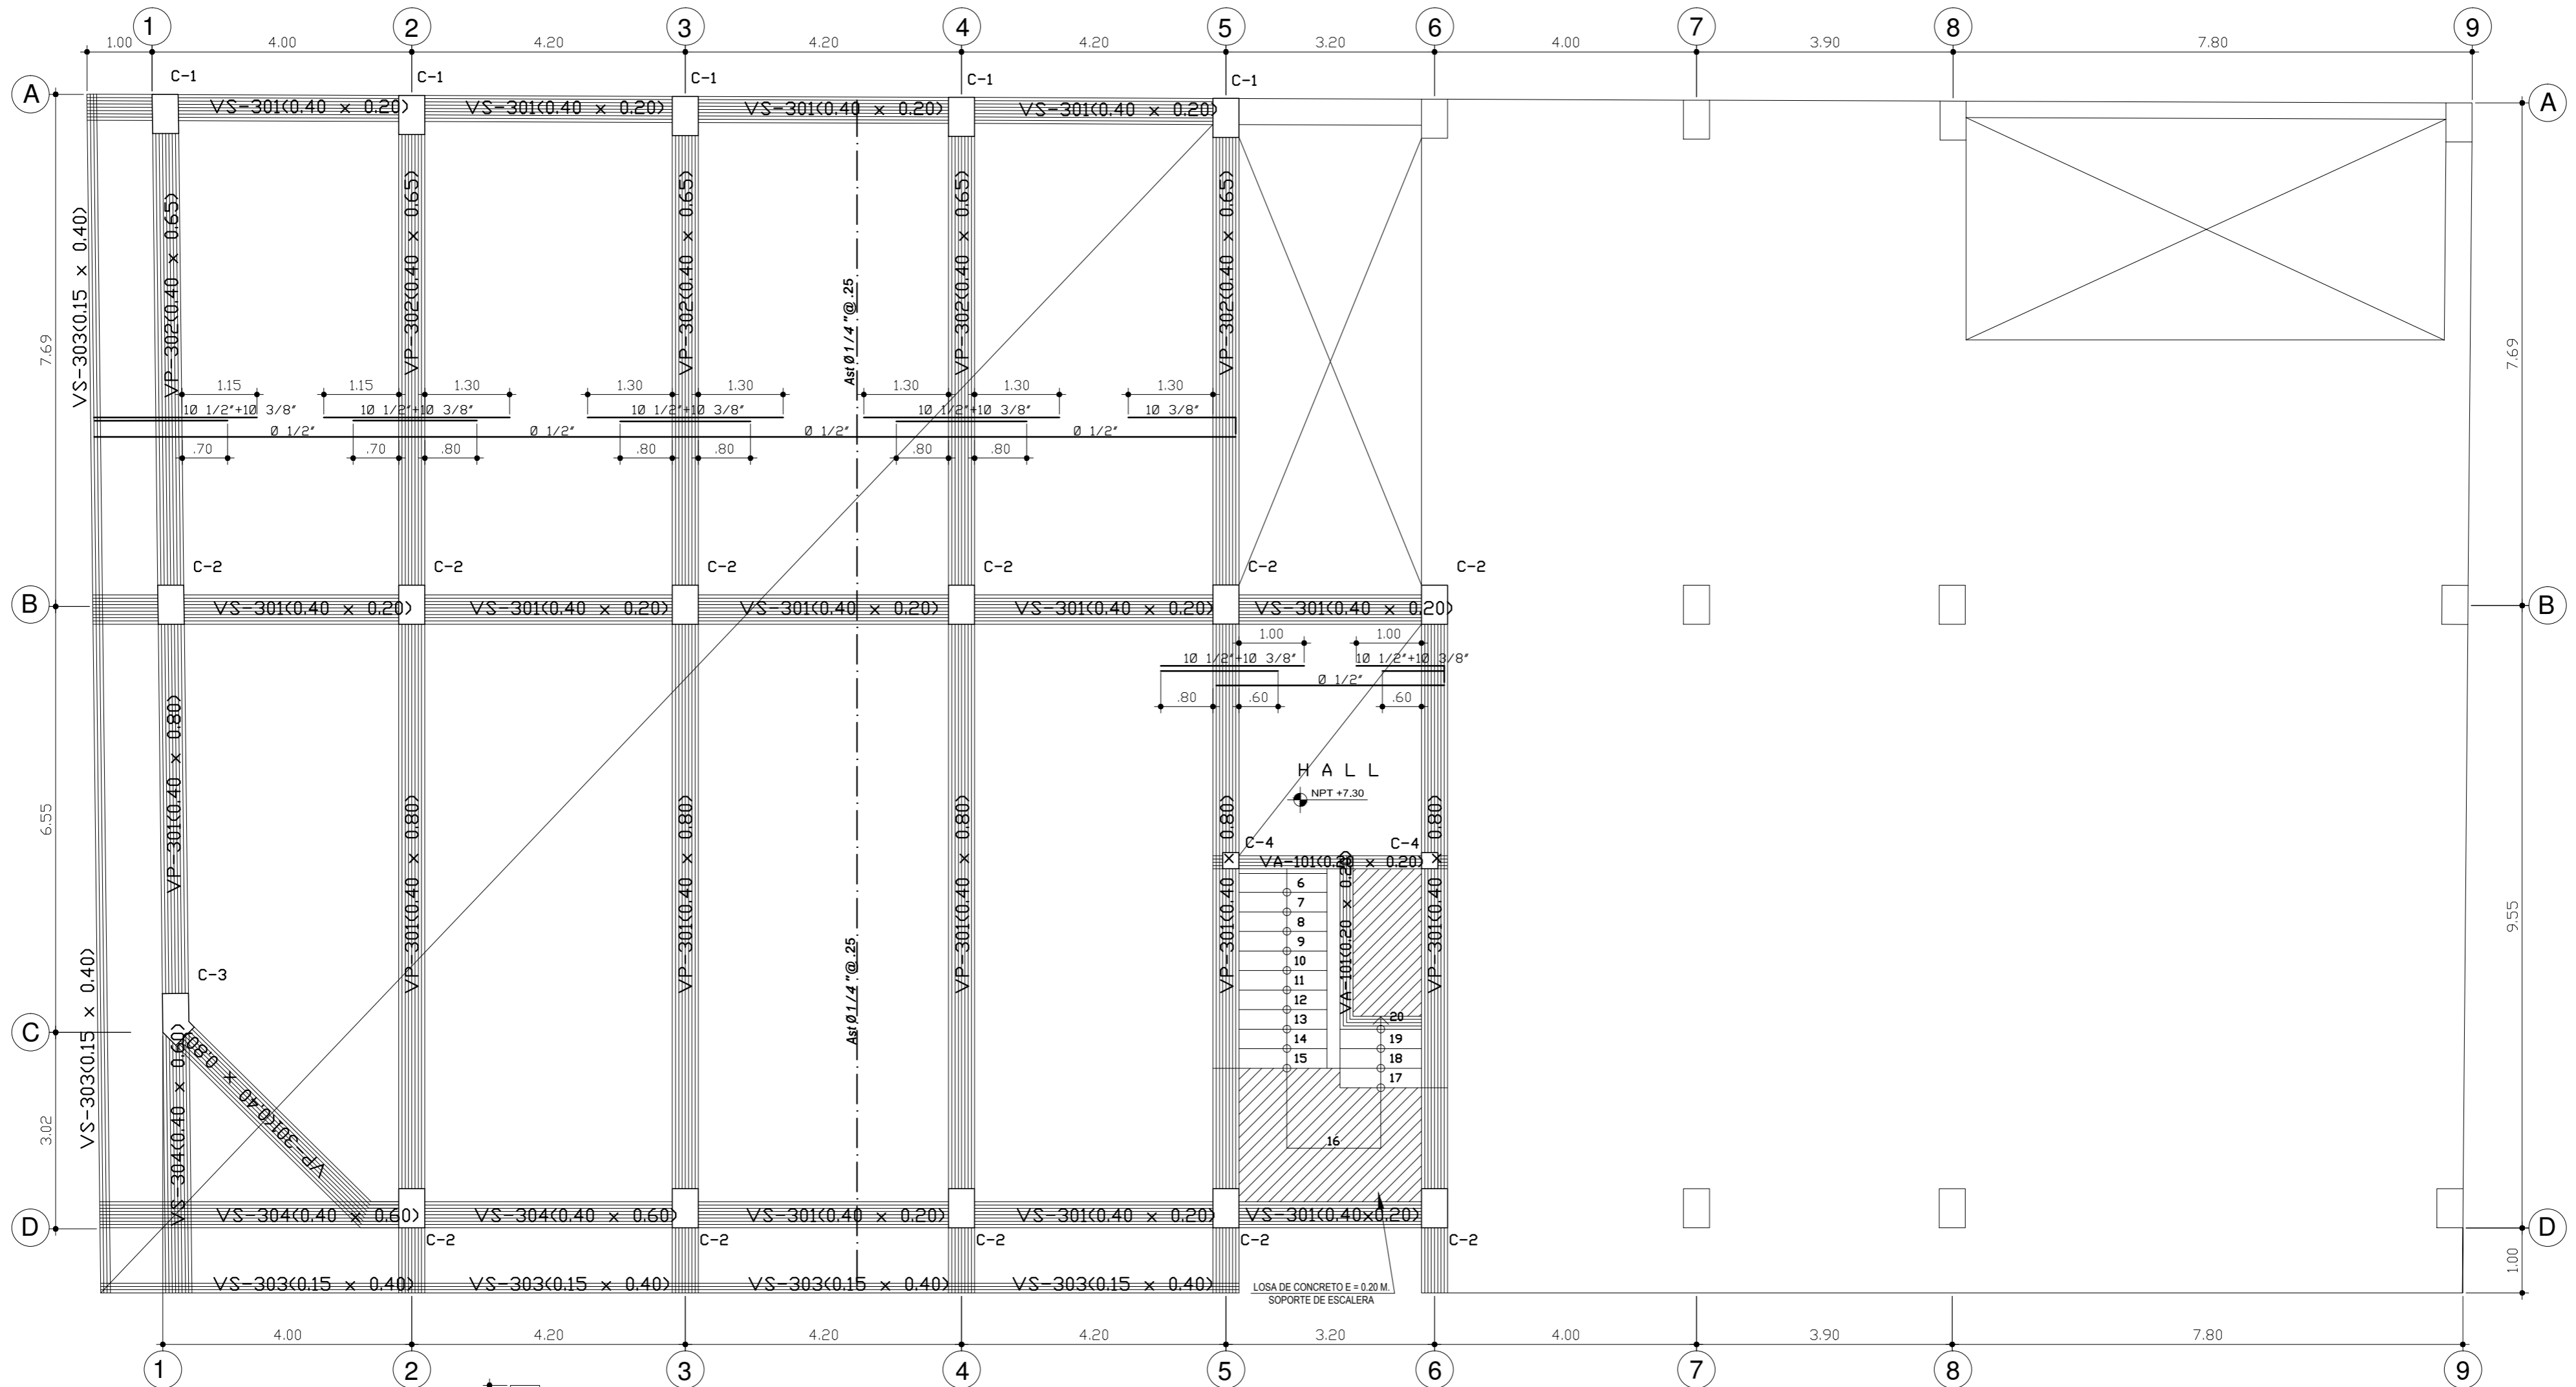 1 2 3 4 5 6 7 8 9
1.00 4.00 4.20 4.20 4.20 3.20 4.00 3.90 7.80
C-1 C-1 C-1 C-1 C-1
A A
VS-301(0.40 x 0.20) VS-301(0.40 x 0.20) VS-301(0.40 x 0.20) VS-301(0.40 x 0.20)
VS-303(0.15 x 0.40)
VP-302(0.40 x 0.65)
VP-302(0.40 x 0.65)
VP-302(0.40 x 0.65)
VP-302(0.40 x 0.65)
VP-302(0.40 x 0.65)
Ast Ø 1/4"@.25
7.69 7.69
1.15 1.15 1.30 1.30 1.30 1.30 1.30 1.30
1Ø 1/2"+1Ø 3/8" 1Ø 1/2"+1Ø 3/8" 1Ø 1/2"+1Ø 3/8" 1Ø 1/2"+1Ø 3/8" 1Ø 3/8"
Ø 1/2" Ø 1/2" Ø 1/2" Ø 1/2"
.70 .70 .80 .80 .80 .80 .80
C-2 C-2 C-2 C-2 C-2 C-2
B B
VS-301(0.40 x 0.20) VS-301(0.40 x 0.20) VS-301(0.40 x 0.20) VS-301(0.40 x 0.20) VS-301(0.40 x 0.20)
1.00 1.00
1Ø 1/2"+1Ø 3/8" 1Ø 1/2"+1Ø 3/8"
Ø 1/2"
.80 .60 .60
HALL
NPT +7.30
6.55
9.55
VP-301(0.40 x 0.80)
VP-301(0.40 x 0.80)
VP-301(0.40 x 0.80)
VP-301(0.40 x 0.80)
VP-301(0.40 x 0.80)
VP-301(0.40 x 0.80)
C-4 C-4
VA-101(0.20 x 0.20)
VA-101(0.20 x 0.20)
6
7
8
9
10
11
12
13
14
15
16
17
18
19
20
C-3
Ast Ø 1/4"@.25
VS-303(0.15 x 0.40)
C
VS-304(0.40 x 0.60)
VP-301(0.40 x 0.80)
3.02
D D
VS-304(0.40 x 0.60) VS-304(0.40 x 0.60) VS-301(0.40 x 0.20) VS-301(0.40 x 0.20) VS-301(0.40x0.20)
C-2 C-2 C-2 C-2 C-2
1.00
VS-303(0.15 x 0.40) VS-303(0.15 x 0.40) VS-303(0.15 x 0.40) VS-303(0.15 x 0.40)
LOSA DE CONCRETO E = 0.20 M.
SOPORTE DE ESCALERA
4.00 4.20 4.20 4.20 3.20 4.00 3.90 7.80
1 2 3 4 5 6 7 8 9